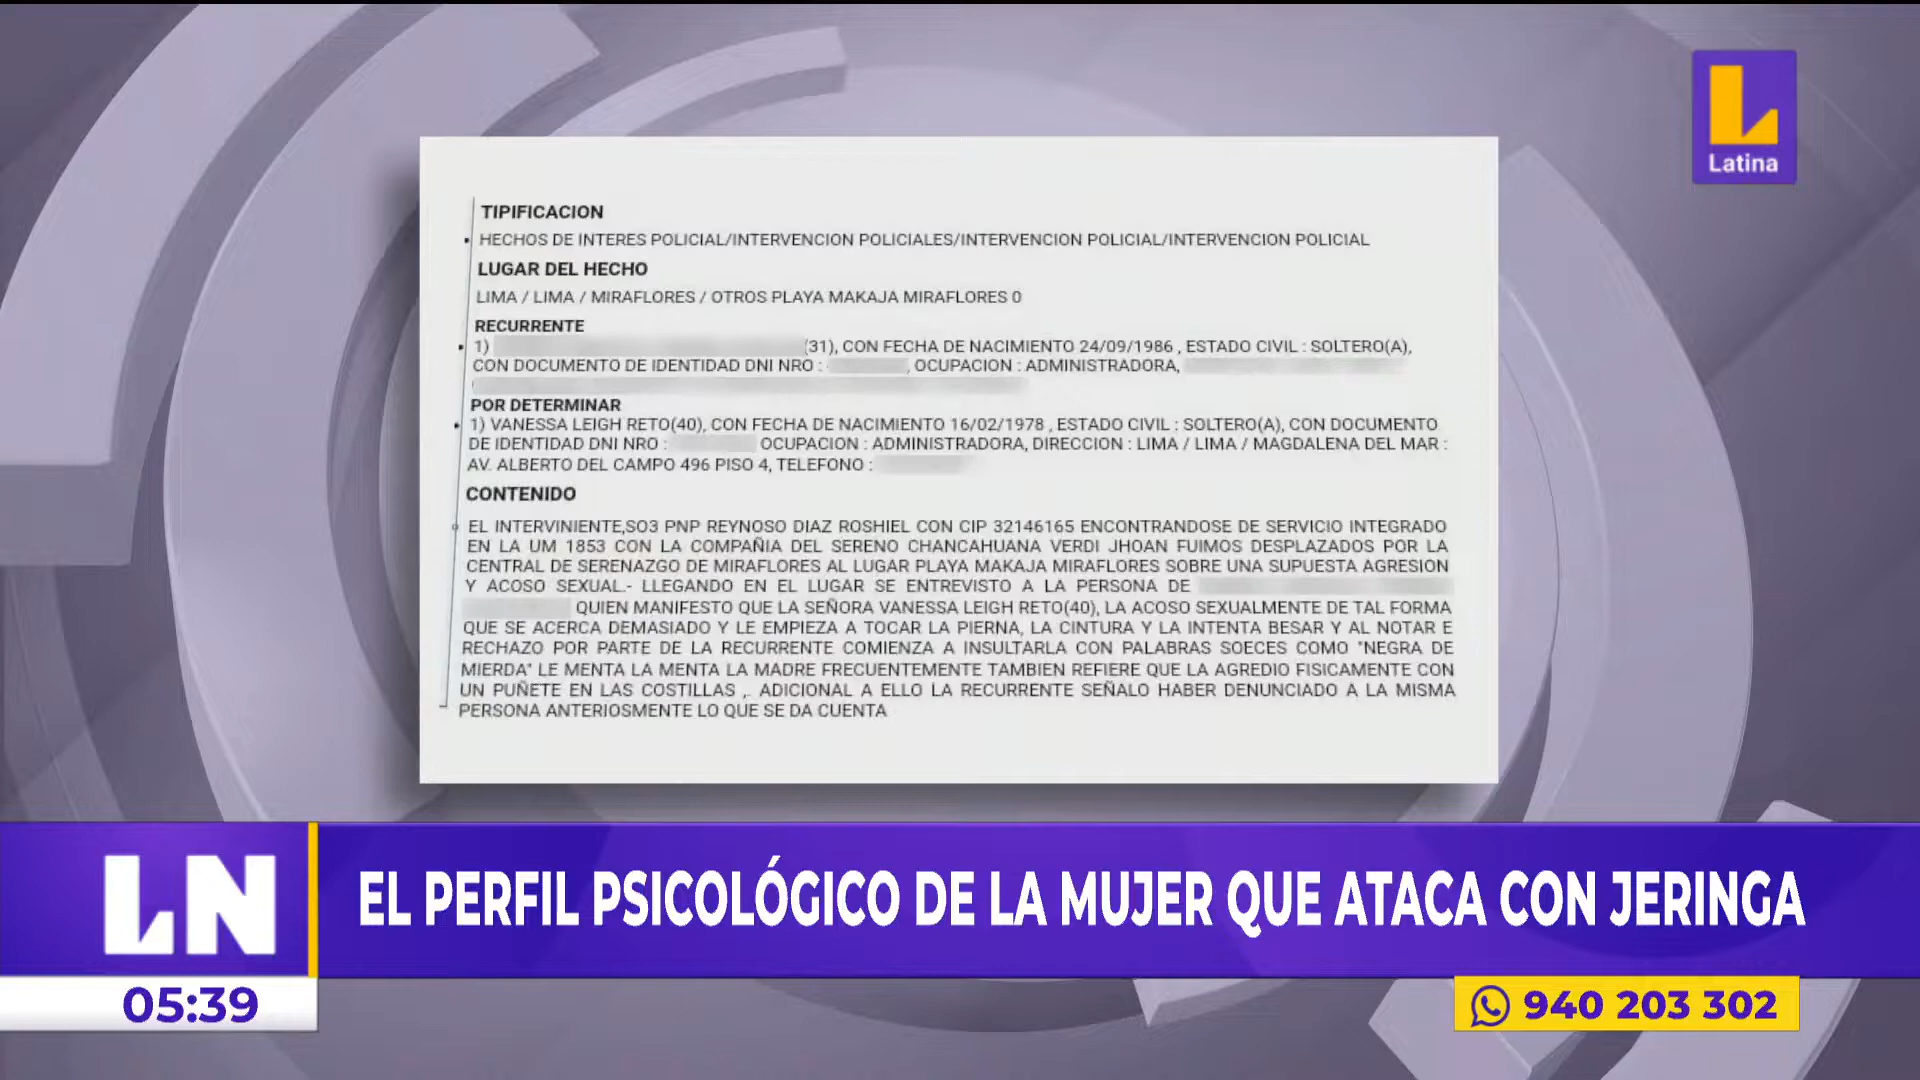 Latina
TIPIFICACION
HECHOS DE INTERES POLICIAL/INTERVENCION POLICIALES/INTERVENCION POLICIAL/INTERVENCION POLICIAL
LUGAR DEL HECHO
LIMA / LIMA / MIRAFLORES / OTROS PLAYA MAKAJA MIRAFLORES 0
RECURRENTE
1) (31), CON FECHA DE NACIMIENTO 24/09/1986 , ESTADO CIVIL : SOLTERO(A),
CON DOCUMENTO DE IDENTIDAD DNI NRO : , OCUPACION : ADMINISTRADORA,
POR DETERMINAR
1) VANESSA LEIGH RETO(40), CON FECHA DE NACIMIENTO 16/02/1978 , ESTADO CIVIL : SOLTERO(A), CON DOCUMENTO
DE IDENTIDAD DNI NRO : OCUPACION : ADMINISTRADORA, DIRECCION : LIMA / LIMA / MAGDALENA DEL MAR :
AV. ALBERTO DEL CAMPO 496 PISO 4, TELEFONO :
CONTENIDO
EL INTERVINIENTE,SO3 PNP REYNOSO DIAZ ROSHIEL CON CIP 32146165 ENCONTRANDOSE DE SERVICIO INTEGRADO
EN LA UM 1853 CON LA COMPAÑIA DEL SERENO CHANCAHUANA VERDI JHOAN FUIMOS DESPLAZADOS POR LA
CENTRAL DE SERENAZGO DE MIRAFLORES AL LUGAR PLAYA MAKAJA MIRAFLORES SOBRE UNA SUPUESTA AGRESION
Y ACOSO SEXUAL.- LLEGANDO EN EL LUGAR SE ENTREVISTO A LA PERSONA DE
QUIEN MANIFESTO QUE LA SEÑORA VANESSA LEIGH RETO(40), LA ACOSO SEXUALMENTE DE TAL FORMA
QUE SE ACERCA DEMASIADO Y LE EMPIEZA A TOCAR LA PIERNA, LA CINTURA Y LA INTENTA BESAR Y AL NOTAR E
RECHAZO POR PARTE DE LA RECURRENTE COMIENZA A INSULTARLA CON PALABRAS SOECES COMO "NEGRA DE
MIERDA" LE MENTA LA MENTA LA MADRE FRECUENTEMENTE TAMBIEN REFIERE QUE LA AGREDIO FISICAMENTE CON
UN PUÑETE EN LAS COSTILLAS ,. ADICIONAL A ELLO LA RECURRENTE SEÑALO HABER DENUNCIADO A LA MISMA
PERSONA ANTERIOSMENTE LO QUE SE DA CUENTA
LN
EL PERFIL PSICOLÓGICO DE LA MUJER QUE ATACA CON JERINGA
05:39
940 203 302